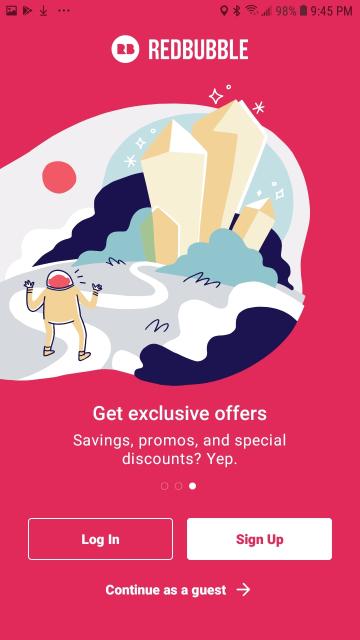 98% 9:45 PM
RB REDBUBBLE
Get exclusive offers
Savings, promos, and special
discounts? Yep.
Log In
Sign Up
Continue as a guest